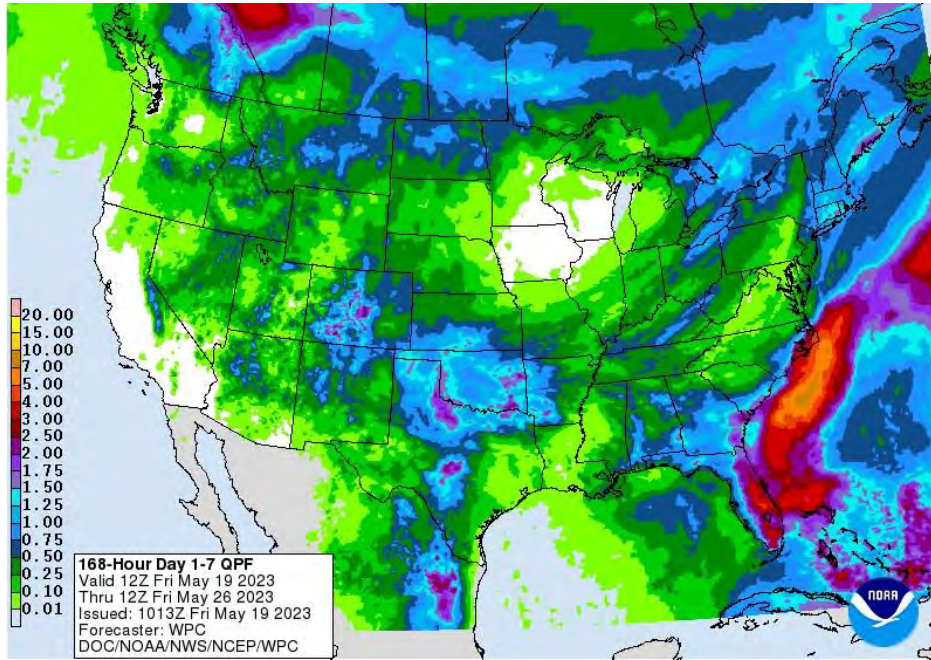 20.00
15.00
10.00
7.00
5.00
4.00
3.00
2.50
2.00
1.75
1.50
1.25
1.00
0.75
0.50
0.25
0.10
0.01
168-Hour Day 1-7 QPF
Valid 12Z Fri May 19 2023
Thru 12Z Fri May 26 2023
Issued: 1013Z Fri May 19 2023
Forecaster: WPC
DOC/NOAA/NWS/NCEP/WPC
NOAA